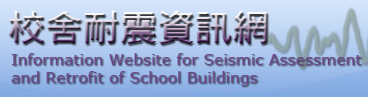 校舍耐震資訊網
Information Website for Seismic Assessment
and Retrofit of School Buildings